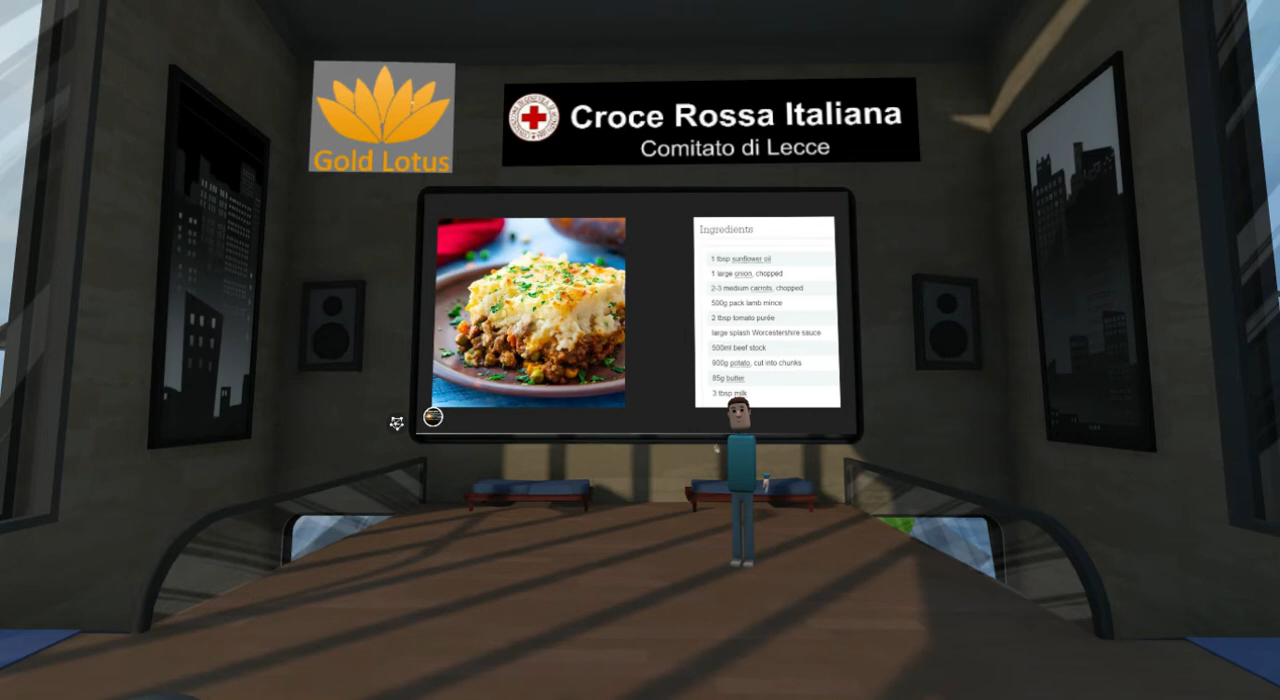 Gold Lotus
Croce Rossa Italiana
Comitato di Lecce
Ingredients
1 tbsp sunflower oil
1 large onion, chopped
2-3 medium carrots, chopped
500g pack lamb mince
2 tbsp tomato purée
large splash Worcestershire sauce
500ml beef stock
900g potato, cut into chunks
85g butter
3 tbsp milk